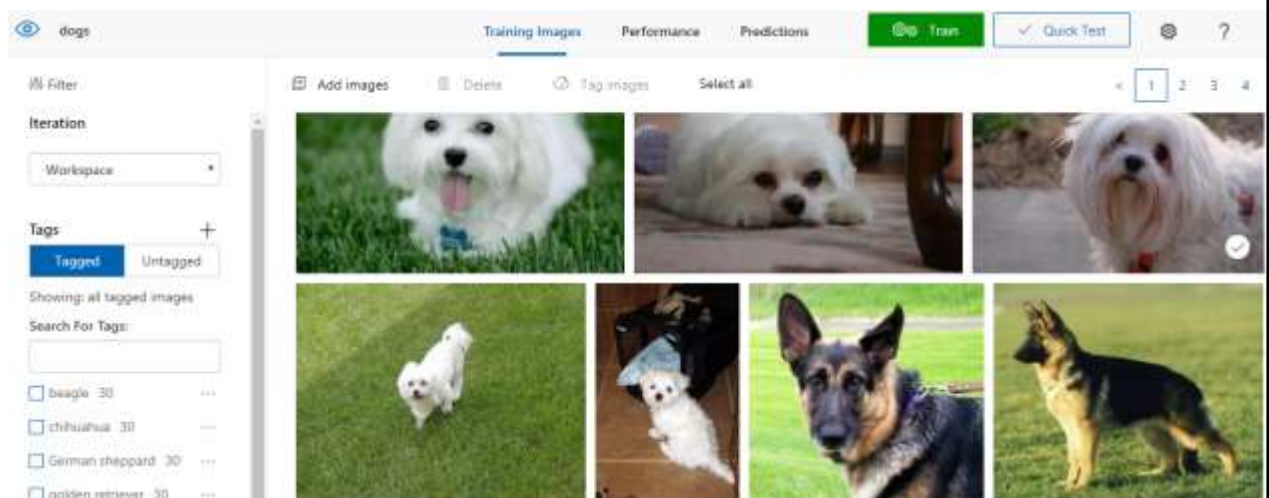 dogs Training Images Performance Predictions Train Quick Test ?
Filter Add images Delete Tag images Select all < 1 2 3 4
Iteration
Workspace
Tags +
Tagged Untagged
Showing: all tagged images
Search For Tags:
beagle 30 ...
chihuahua 30 ...
German sheppard 30 ...
golden retriever 30 ...